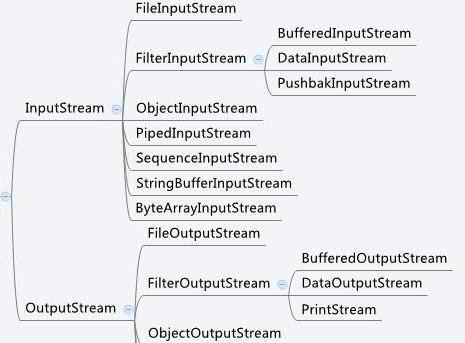 FileInputStream
BufferedInputStream
FilterInputStream
DataInputStream
PushbakInputStream
InputStream
ObjectInputStream
PipedInputStream
SequenceInputStream
StringBufferInputStream
ByteArrayInputStream
FileOutputStream
BufferedOutputStream
FilterOutputStream
DataOutputStream
OutputStream
PrintStream
ObjectOutputStream